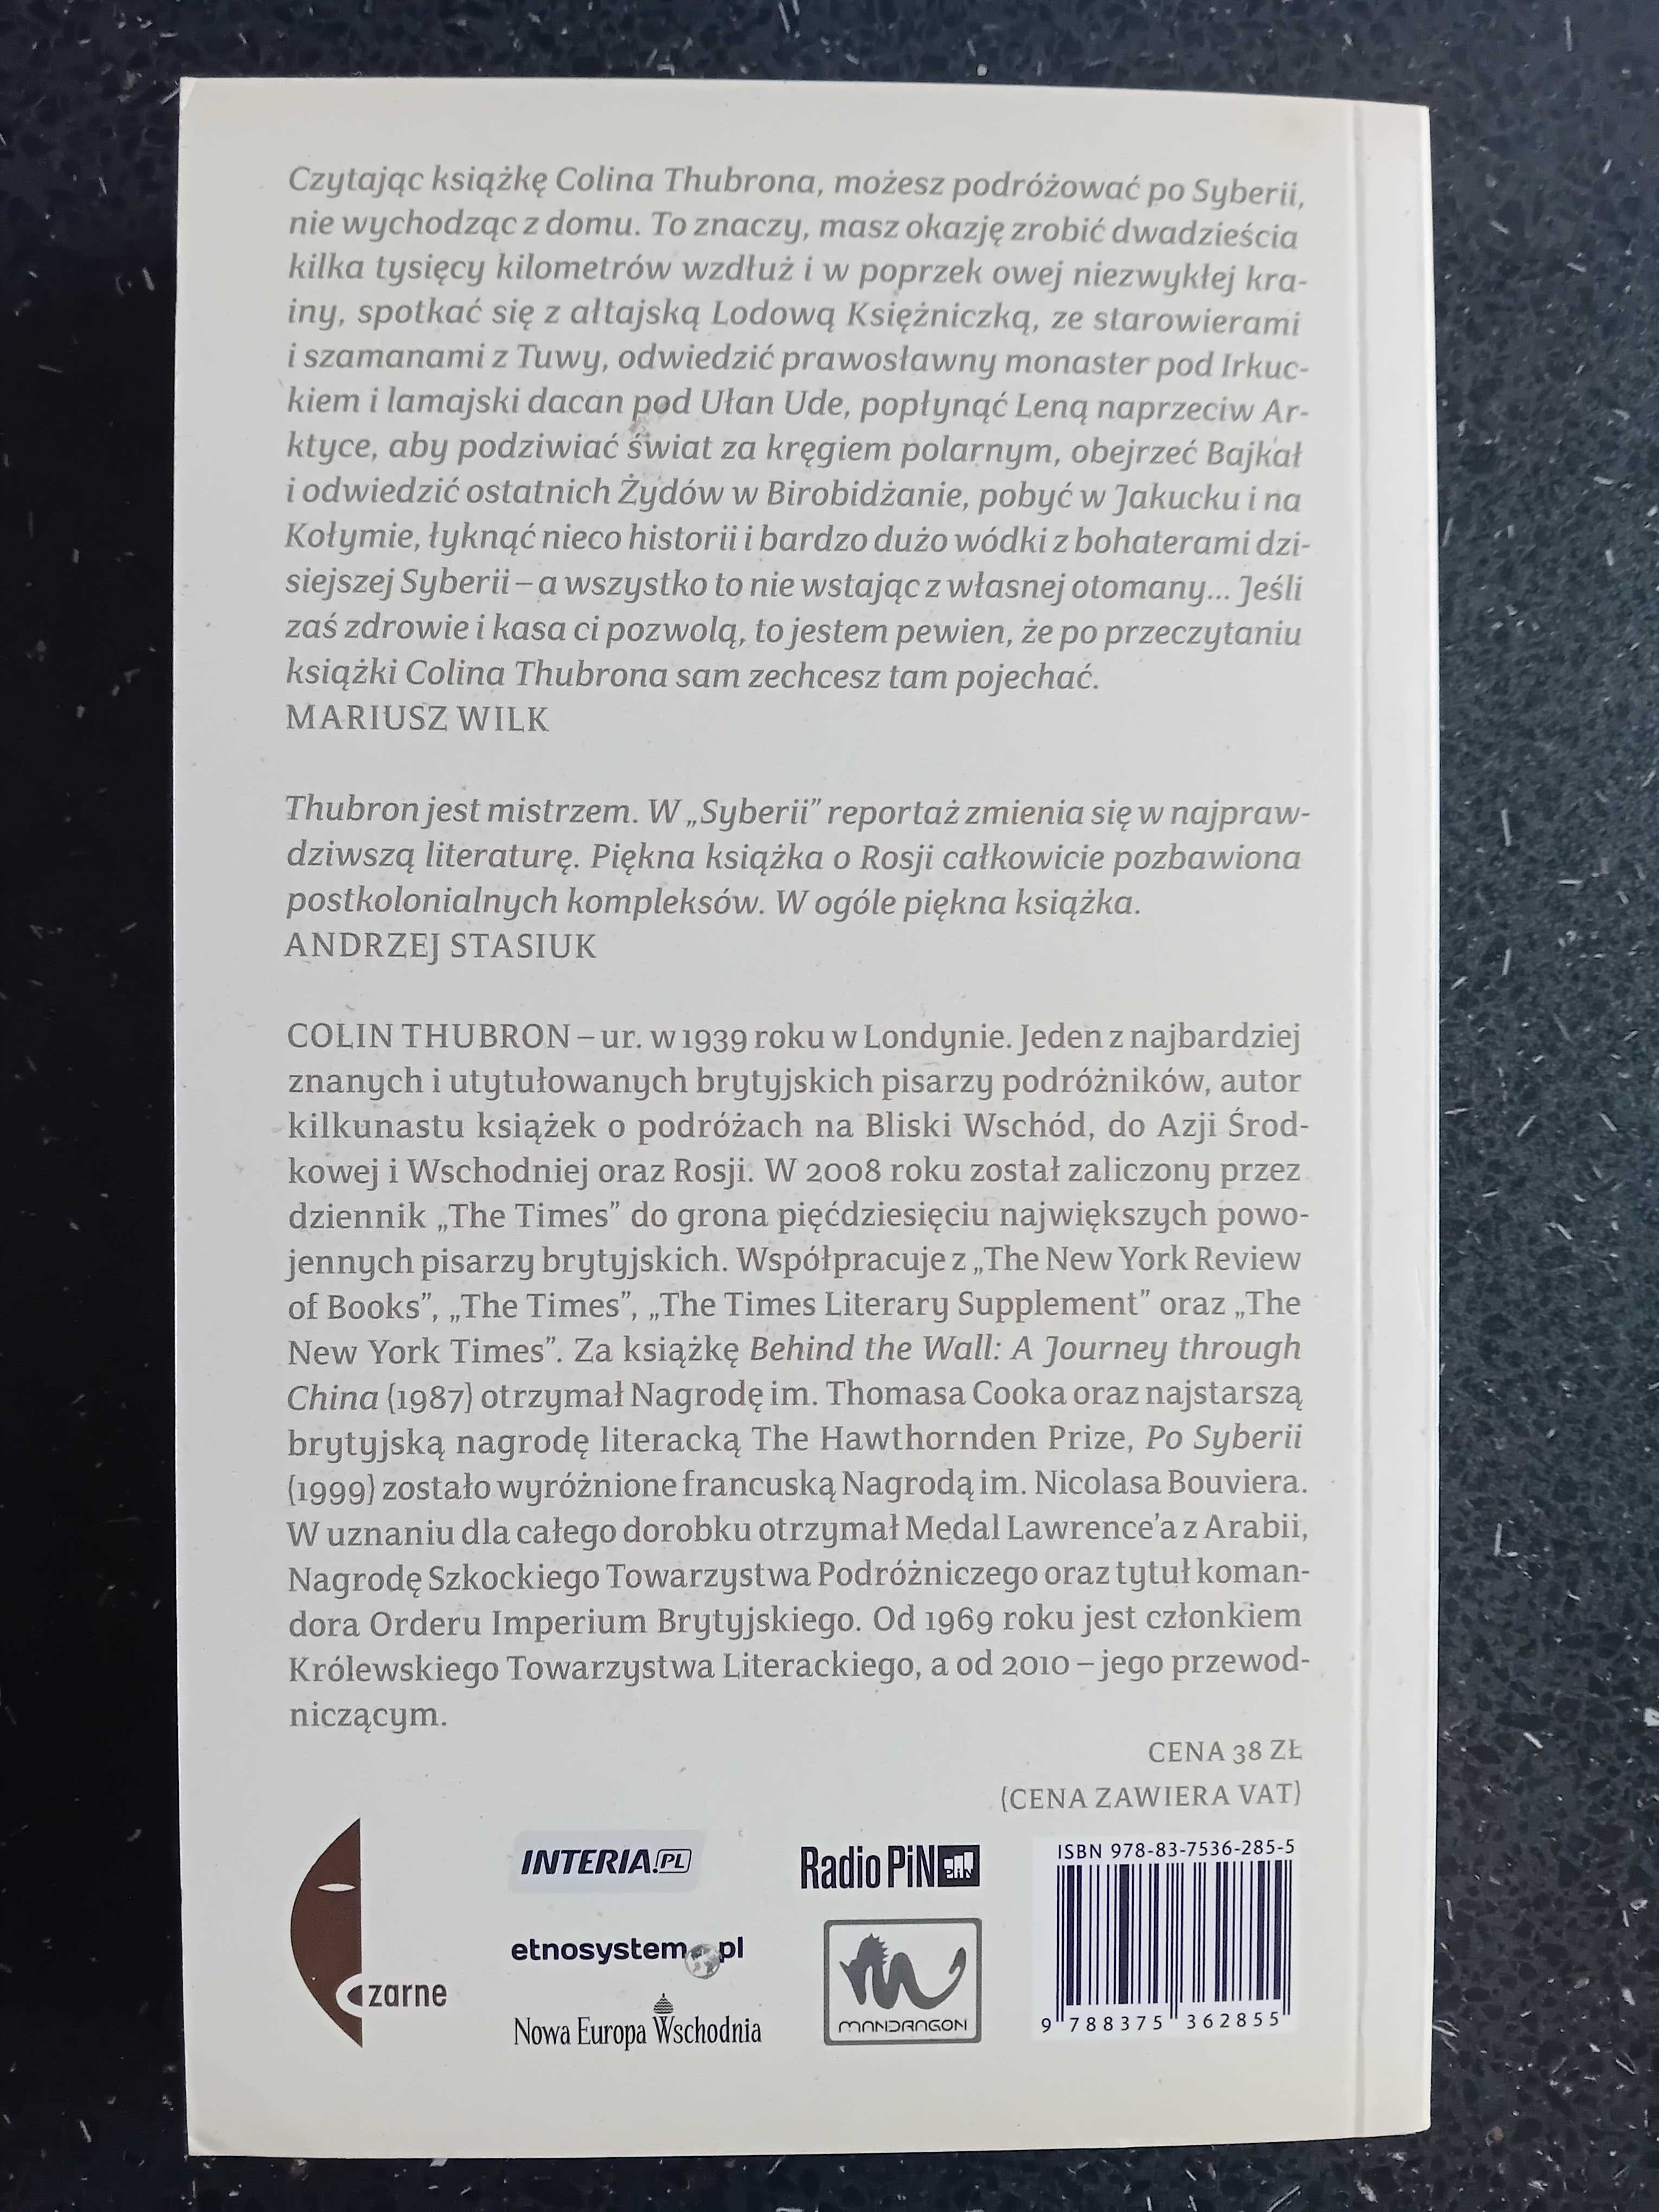 Czytając książkę Colina Thubrona, możesz podróżować po Syberii,
nie wychodząc z domu. To znaczy, masz okazję zrobić dwadzieścia
kilka tysięcy kilometrów wzdłuż i w poprzek owej niezwykłej kra-
iny, spotkać się z ałtajską Lodową Księżniczką, ze starowierami
i szamanami z Tuwy, odwiedzić prawosławny monaster pod Irkuc-
kiem i lamajski dacan pod Ułan Ude, popłynąć Leną naprzeciw Ar-
ktyce, aby podziwiać świat za kręgiem polarnym, obejrzeć Bajkał
i odwiedzić ostatnich Żydów w Birobidżanie, pobyć w Jakucku i na
Kołymie, łyknąć nieco historii i bardzo dużo wódki z bohaterami dzi-
siejszej Syberii – a wszystko to nie wstając z własnej otomany... Jeśli
zaś zdrowie i kasa ci pozwolą, to jestem pewien, że po przeczytaniu
książki Colina Thubrona sam zechcesz tam pojechać.
MARIUSZ WILK
Thubron jest mistrzem. W „Syberii” reportaż zmienia się w najpraw-
dziwszą literaturę. Piękna książka o Rosji całkowicie pozbawiona
postkolonialnych kompleksów. W ogóle piękna książka.
ANDRZEJ STASIUK
COLIN THUBRON – ur. w 1939 roku w Londynie. Jeden z najbardziej
znanych i utytułowanych brytyjskich pisarzy podróżników, autor
kilkunastu książek o podróżach na Bliski Wschód, do Azji Środ-
kowej i Wschodniej oraz Rosji. W 2008 roku został zaliczony przez
dziennik „The Times” do grona pięćdziesięciu największych powo-
jennych pisarzy brytyjskich. Współpracuje z „The New York Review
of Books”, „The Times”, „The Times Literary Supplement” oraz „The
New York Times”. Za książkę Behind the Wall: A Journey through
China (1987) otrzymał Nagrodę im. Thomasa Cooka oraz najstarszą
brytyjską nagrodę literacką The Hawthornden Prize, Po Syberii
(1999) zostało wyróżnione francuską Nagrodą im. Nicolasa Bouviera.
W uznaniu dla całego dorobku otrzymał Medal Lawrence’a z Arabii,
Nagrodę Szkockiego Towarzystwa Podróżniczego oraz tytuł koman-
dora Orderu Imperium Brytyjskiego. Od 1969 roku jest członkiem
Królewskiego Towarzystwa Literackiego, a od 2010 – jego przewod-
niczącym.
CENA 38 ZŁ
(CENA ZAWIERA VAT)
Czarne
INTERIA.PL
Radio PiN PiN
etnosystem.pl
Nowa Europa Wschodnia
MANDRAGON
ISBN 978-83-7536-285-5
9 788375 362855